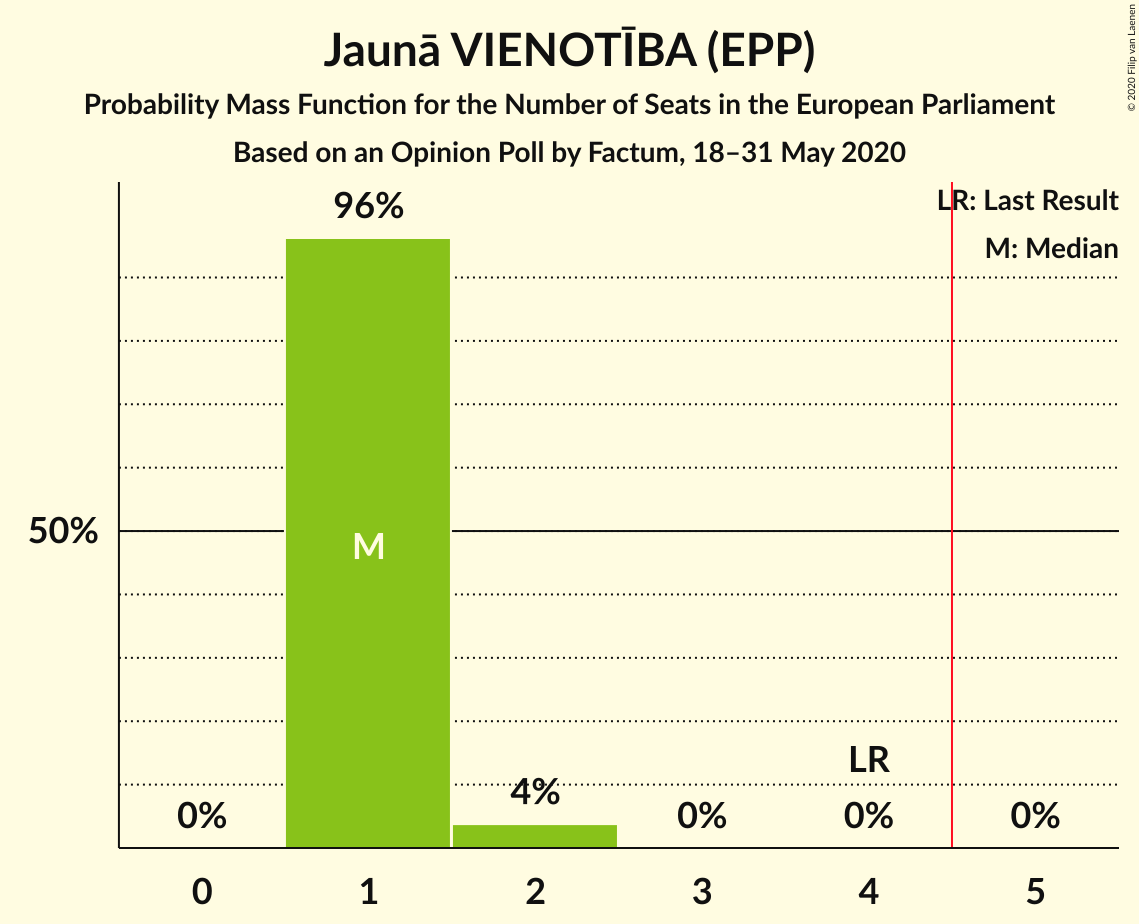 Jaunā VIENOTĪBA (EPP)
Probability Mass Function for the Number of Seats in the European Parliament
Based on an Opinion Poll by Factum, 18–31 May 2020
© 2020 Filip van Laenen
LR: Last Result
M: Median
96%
50%
M
LR
0%
4%
0%
0%
0%
0 1 2 3 4 5